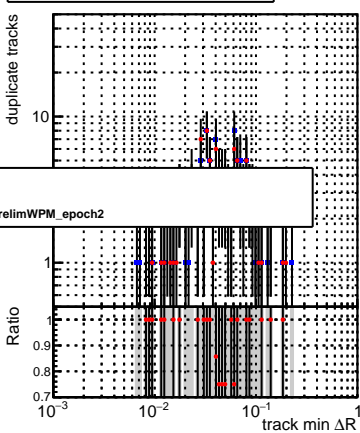 duplicate tracks
10
relimWPM_epoch2
1
Ratio
1
0.9
0.8
0.7
10⁻³
10⁻²
10⁻¹
1
track min ΔR